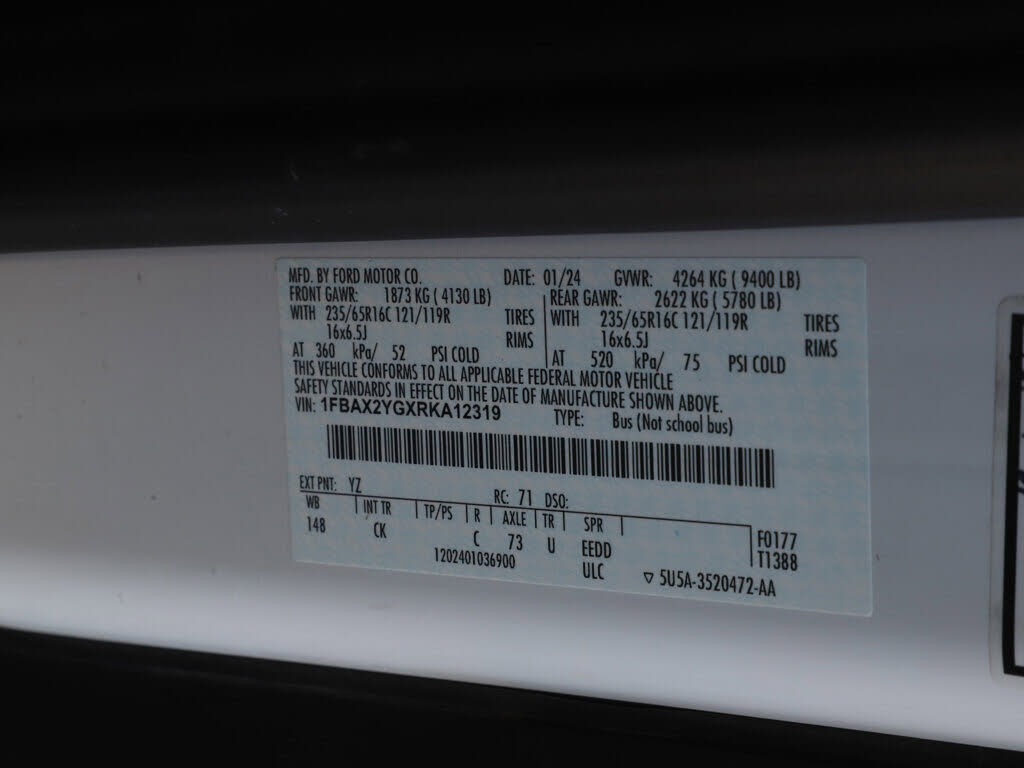 MFD. BY FORD MOTOR CO. DATE: 01/24 GVWR: 4264 KG ( 9400 LB)
FRONT GAWR: 1873 KG ( 4130 LB) REAR GAWR: 2622 KG ( 5780 LB)
WITH 235/65R16C 121/119R TIRES WITH 235/65R16C 121/119R TIRES
16x6.5J RIMS 16x6.5J RIMS
AT 360 kPa/ 52 PSI COLD AT 520 kPa/ 75 PSI COLD
THIS VEHICLE CONFORMS TO ALL APPLICABLE FEDERAL MOTOR VEHICLE
SAFETY STANDARDS IN EFFECT ON THE DATE OF MANUFACTURE SHOWN ABOVE.
VIN: 1FBAX2YGXRKA12319 TYPE: Bus (Not school bus)
EXT PNT: YZ RC: 71 DSO:
WB INT TR TP/PS R AXLE TR SPR F0177
148 CK C 73 U EEDD T1388
1202401036900 ULC ▽ 5U5A-3520472-AA